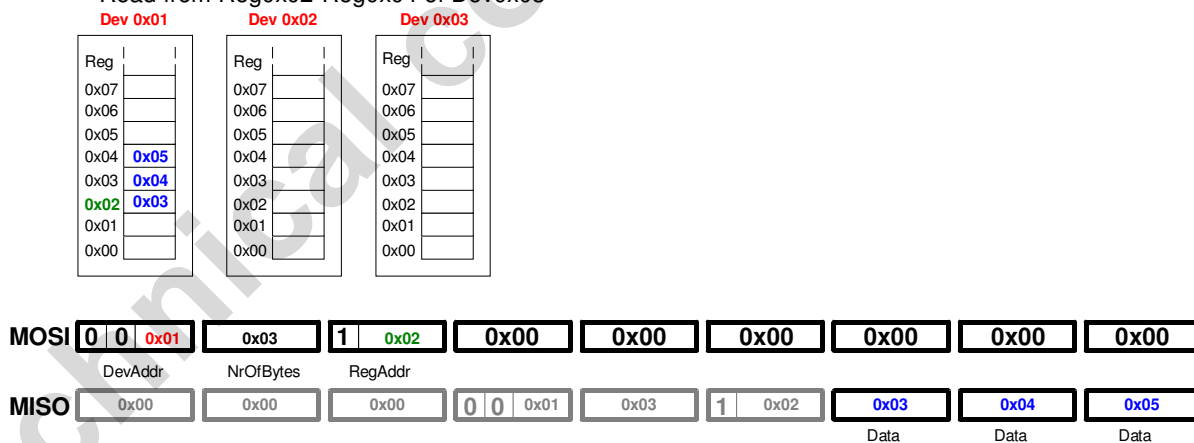 Dev 0x01 Dev 0x02 Dev 0x03
Reg Reg Reg
0x07 0x07 0x07
0x06 0x06 0x06
0x05 0x05 0x05
0x04 0x05 0x04 0x04
0x03 0x04 0x03 0x03
0x02 0x03 0x02 0x02
0x01 0x01 0x01
0x00 0x00 0x00
MOSI 0 0 0x01 0x03 1 0x02 0x00 0x00 0x00 0x00 0x00 0x00
DevAddr NrOfBytes RegAddr
MISO 0x00 0x00 0x00 0 0 0x01 0x03 1 0x02 0x03 0x04 0x05
Data Data Data